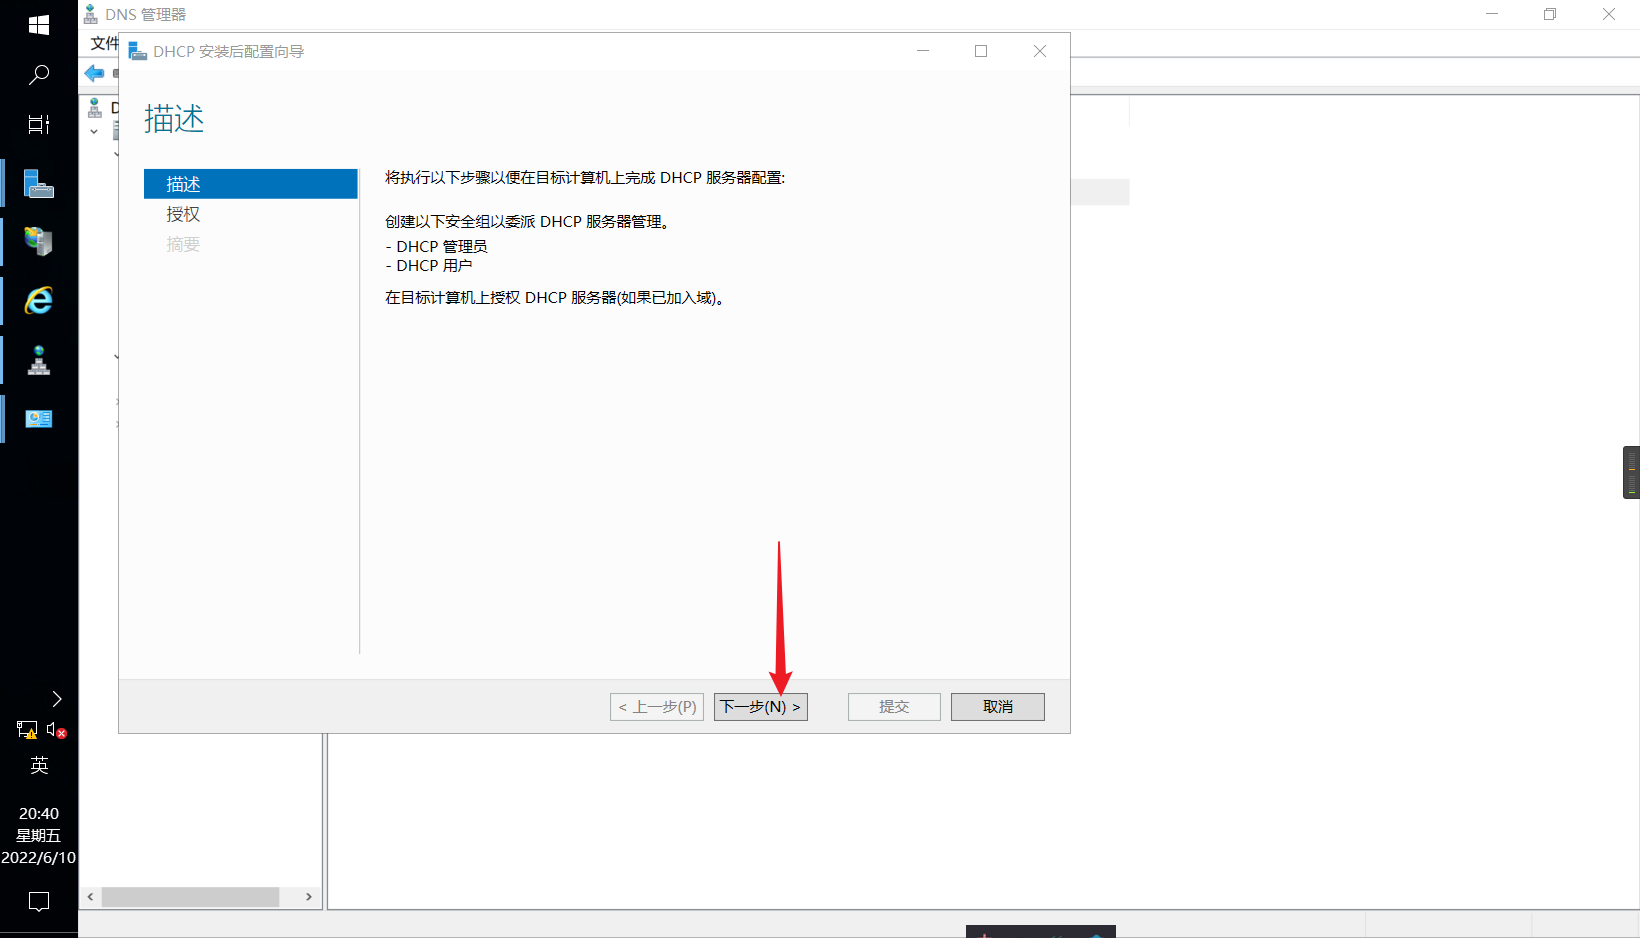 DNS 管理器
文件
DHCP 安装后配置向导
D
描述
描述
授权
摘要
将执行以下步骤以便在目标计算机上完成 DHCP 服务器配置:
创建以下安全组以委派 DHCP 服务器管理。
- DHCP 管理员
- DHCP 用户
在目标计算机上授权 DHCP 服务器(如果已加入域)。
< 上一步(P)
下一步(N) >
提交
取消
英
20:40
星期五
2022/6/10